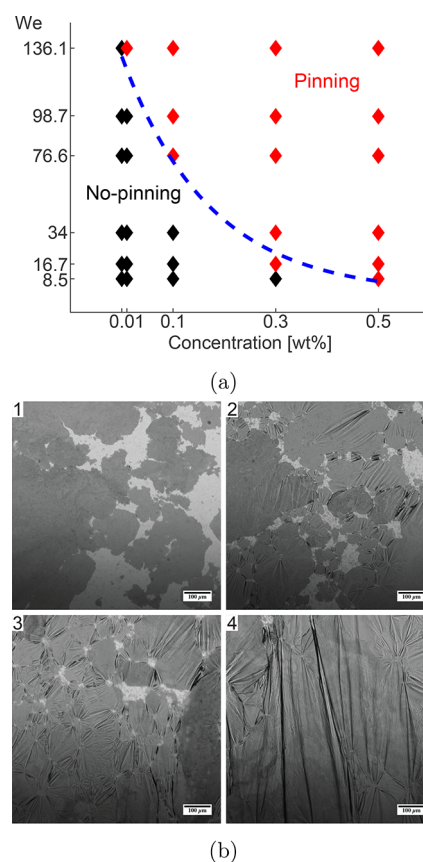 We
136.1
98.7
76.6
34
16.7
8.5
Pinning
No-pinning
0.01 0.1 0.3 0.5
Concentration [wt%]
(a)
1
2
100 μm
100 μm
3
4
100 μm
100 μm
(b)